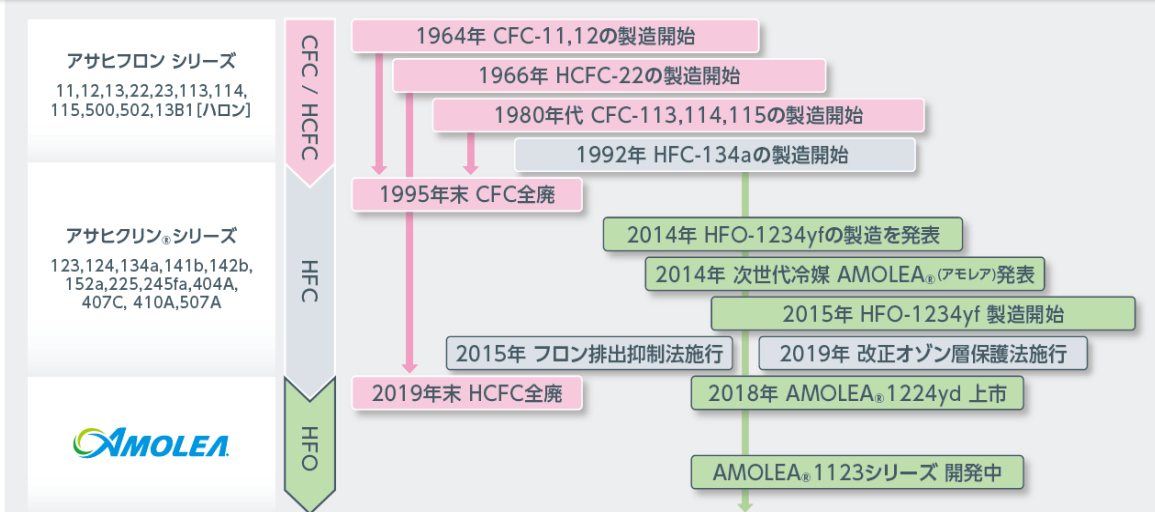 アサヒフロン シリーズ
11,12,13,22,23,113,114,
115,500,502,13B1[ハロン]
アサヒクリン®シリーズ
123,124,134a,141b,142b,
152a,225,245fa,404A,
407C, 410A,507A
AMOLEA
CFC / HCFC
HFC
HFO
1964年 CFC-11,12の製造開始
1966年 HCFC-22の製造開始
1980年代 CFC-113,114,115の製造開始
1992年 HFC-134aの製造開始
1995年末 CFC全廃
2014年 HFO-1234yfの製造を発表
2014年 次世代冷媒 AMOLEA®(アモレア)発表
2015年 HFO-1234yf 製造開始
2015年 フロン排出抑制法施行
2019年 改正オゾン層保護法施行
2019年末 HCFC全廃
2018年 AMOLEA®1224yd 上市
AMOLEA®1123シリーズ 開発中